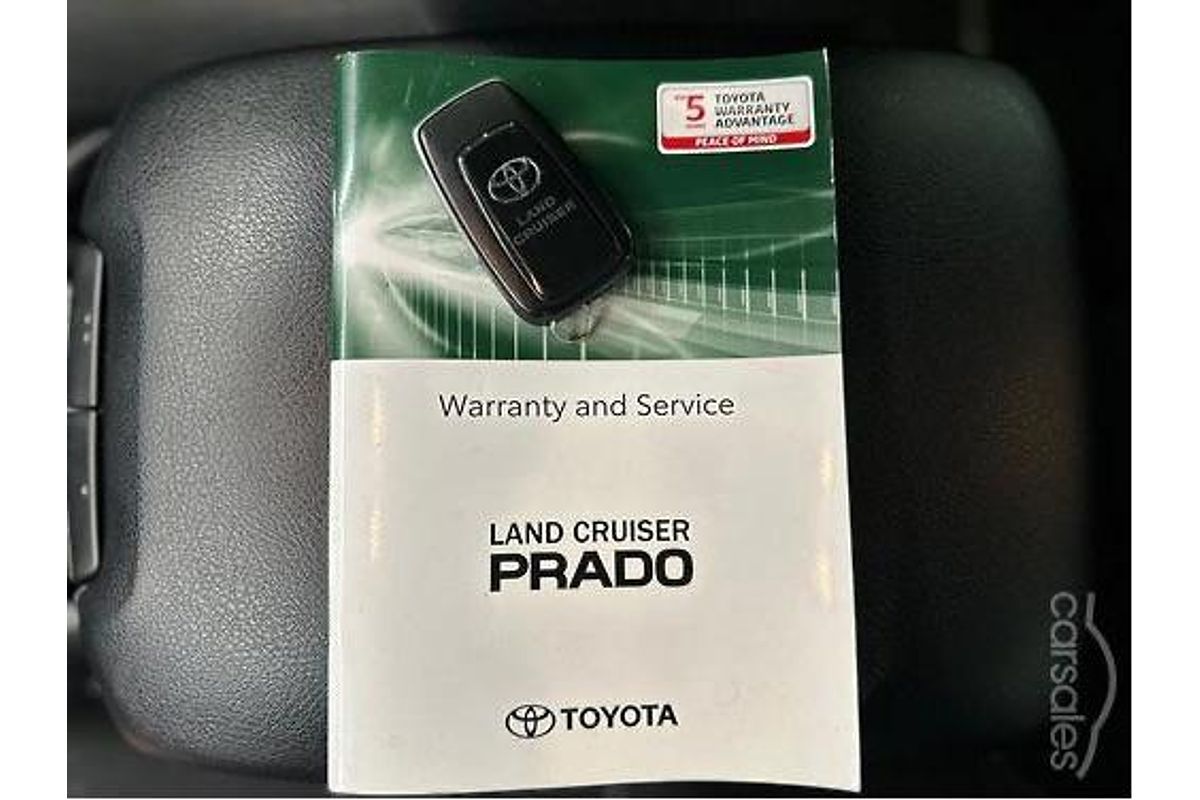 5
TOYOTA
WARRANTY
ADVANTAGE
PEACE OF MIND
LAND
CRUISER
Warranty and Service
LAND CRUISER
PRADO
TOYOTA
carsales